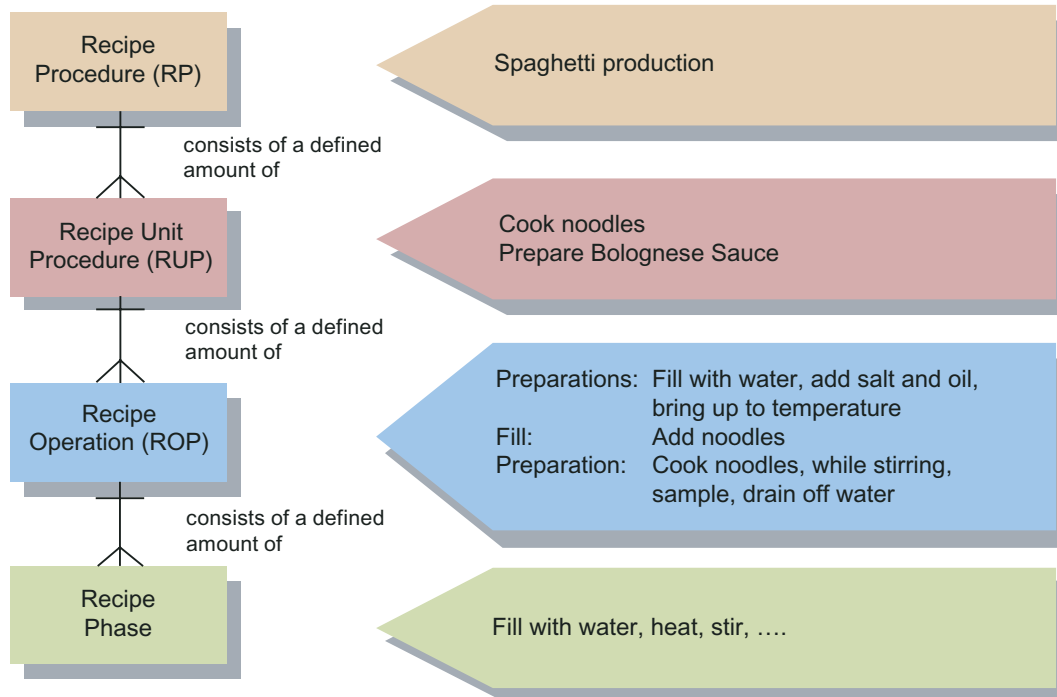 Recipe
Procedure (RP)
Spaghetti production
consists of a defined
amount of
Recipe Unit
Procedure (RUP)
Cook noodles
Prepare Bolognese Sauce
consists of a defined
amount of
Recipe
Operation (ROP)
Preparations: Fill with water, add salt and oil,
bring up to temperature
Fill: Add noodles
Preparation: Cook noodles, while stirring,
sample, drain off water
consists of a defined
amount of
Recipe
Phase
Fill with water, heat, stir, ....